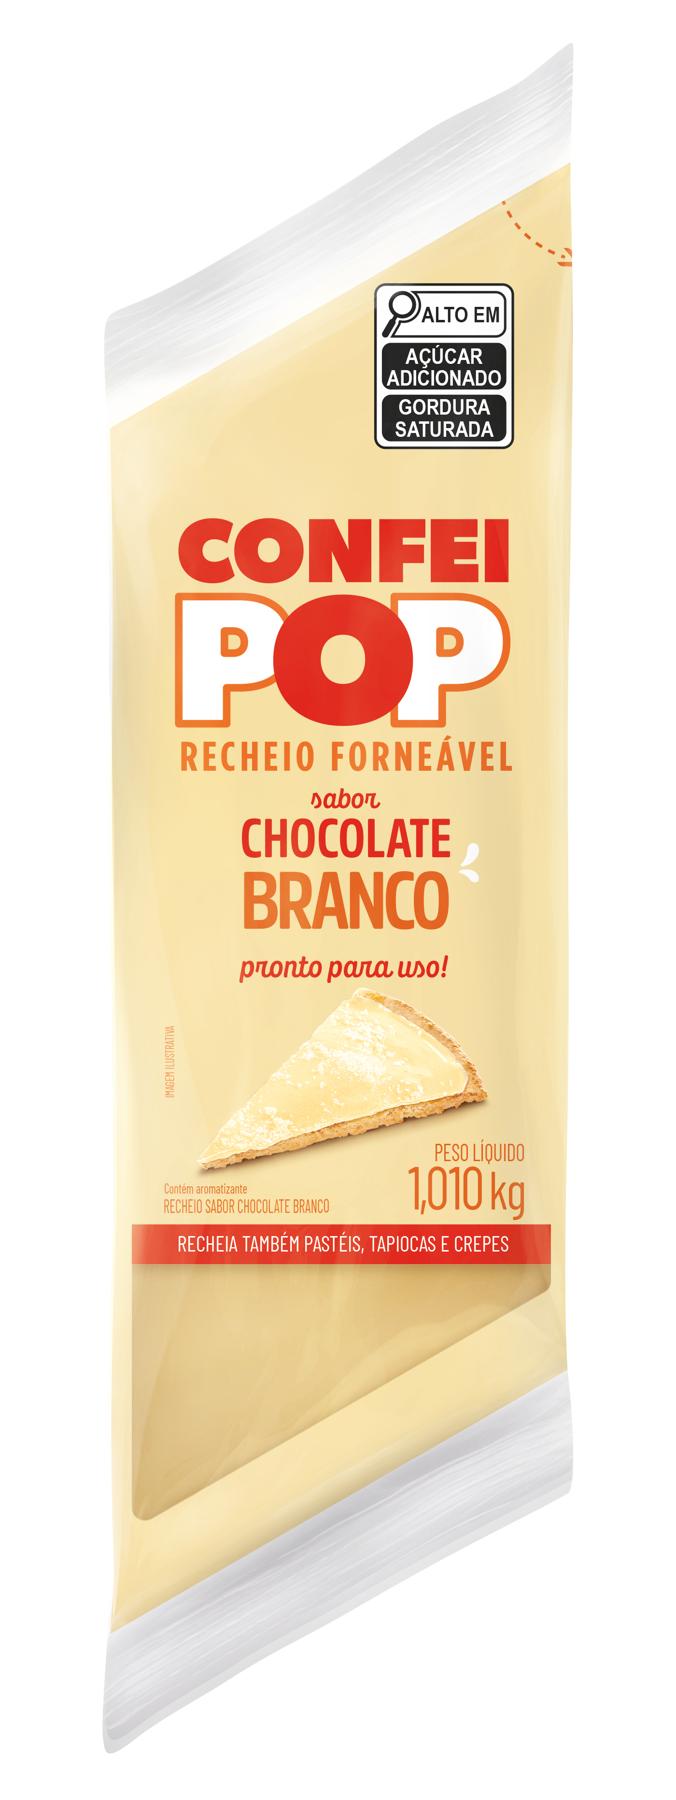 ALTO EM
AÇÚCAR
ADICIONADO
GORDURA
SATURADA
CONFEI
POP
RECHEIO FORNEÁVEL
sabor
CHOCOLATE
BRANCO
pronto para uso!
IMAGEM ILUSTRATIVA
PESO LÍQUIDO
1,010 kg
Contém aromatizante
RECHEIO SABOR CHOCOLATE BRANCO
RECHEIA TAMBÉM PASTÉIS, TAPIOCAS E CREPES